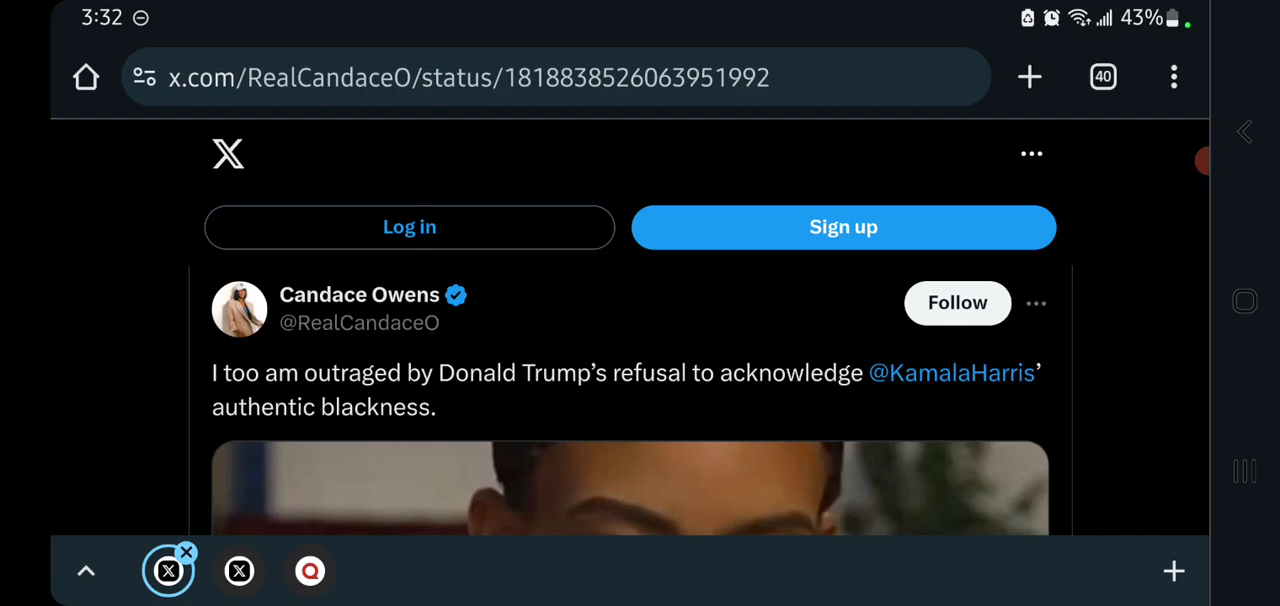 3:32
43%
x.com/RealCandaceO/status/1818838526063951992
40
Log in
Sign up
Candace Owens
@RealCandaceO
Follow
I too am outraged by Donald Trump’s refusal to acknowledge @KamalaHarris’
authentic blackness.